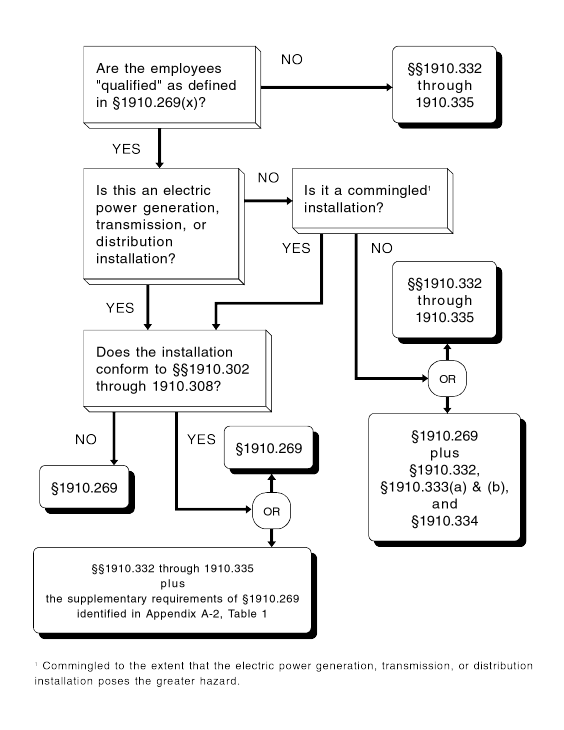 Are the employees
"qualified" as defined
in §1910.269(x)?
NO
§§1910.332
through
1910.335
YES
Is this an electric
power generation,
transmission, or
distribution
installation?
NO
Is it a commingled¹
installation?
YES
NO
§§1910.332
through
1910.335
YES
Does the installation
conform to §§1910.302
through 1910.308?
OR
NO
YES
§1910.269
§1910.269
plus
§1910.332,
§1910.333(a) & (b),
and
§1910.334
§1910.269
OR
§§1910.332 through 1910.335
plus
the supplementary requirements of §1910.269
identified in Appendix A-2, Table 1
¹ Commingled to the extent that the electric power generation, transmission, or distribution
installation poses the greater hazard.